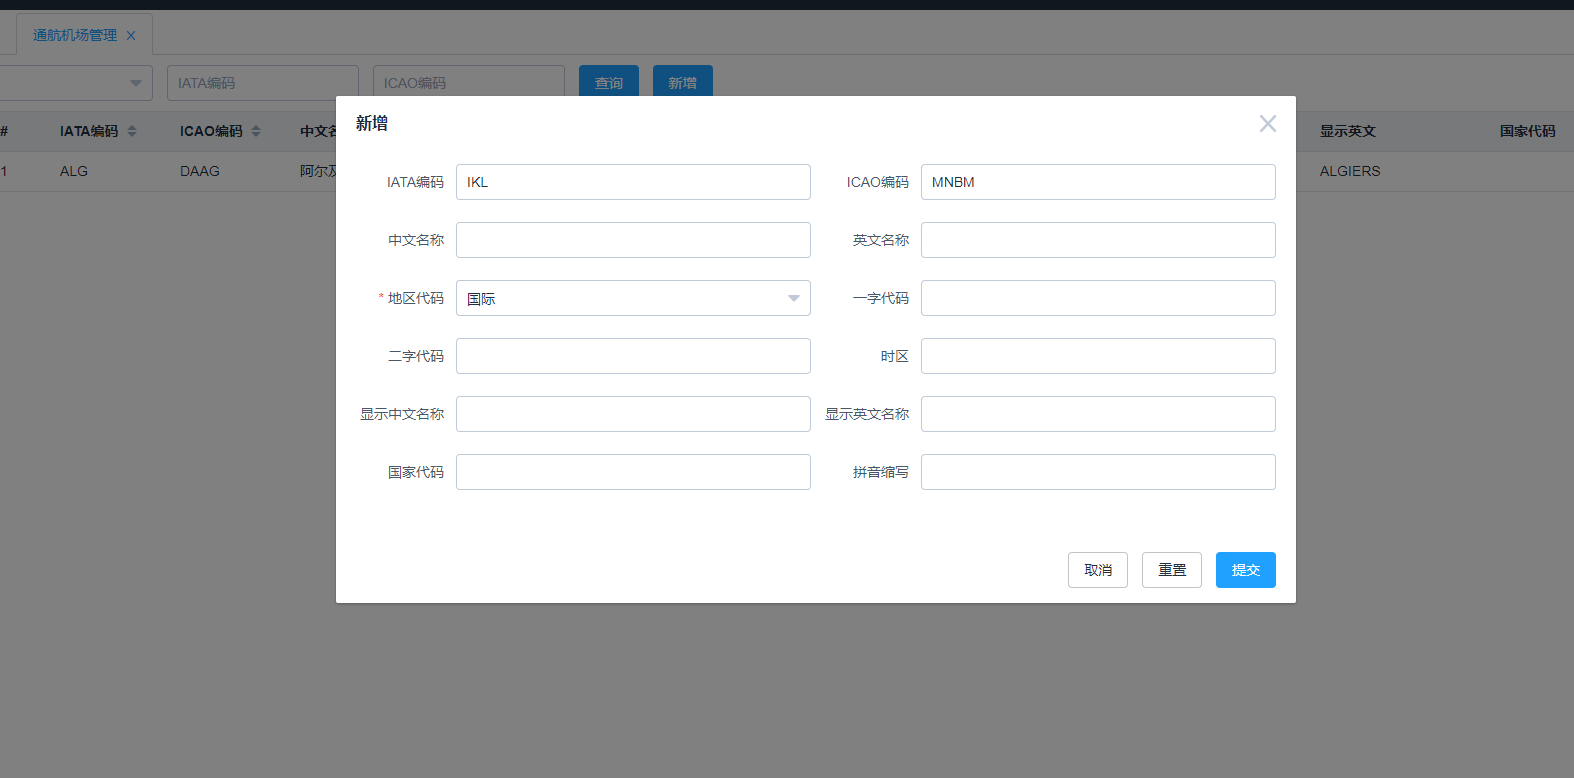 通航机场管理
IATA编码
ICAO编码
查询
新增
#
IATA编码
ICAO编码
中文名
显示英文
国家代码
1
ALG
DAAG
阿尔及
ALGIERS
新增
IATA编码
IKL
ICAO编码
MNBM
中文名称
英文名称
* 地区代码
国际
一字代码
二字代码
时区
显示中文名称
显示英文名称
国家代码
拼音缩写
取消
重置
提交